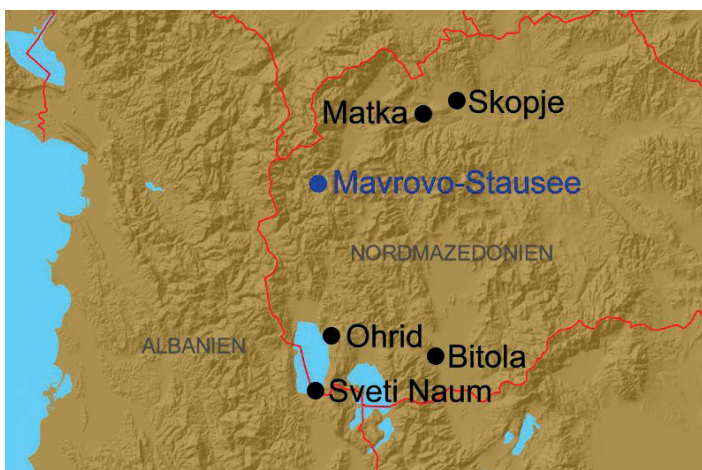 Skopje
Matka
Mavrovo-Stausee
NORDMAZEDONIEN
Ohrid
ALBANIEN
Bitola
Sveti Naum